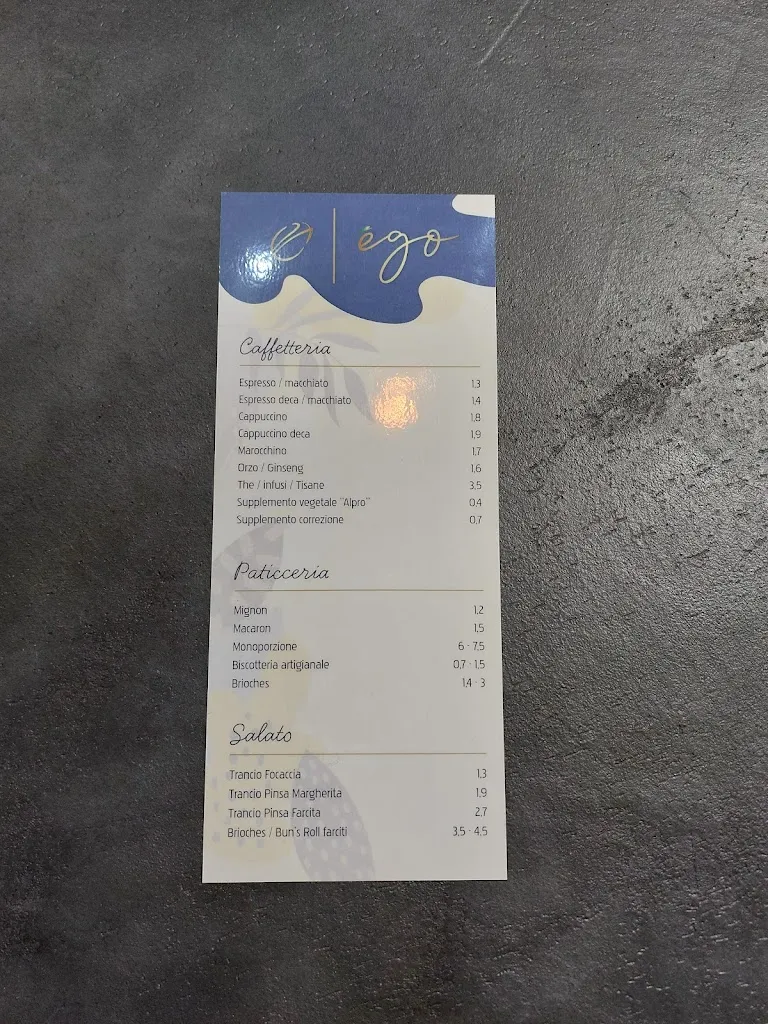 égo
Caffetteria
Espresso / macchiato 1,3
Espresso deca / macchiato 1,4
Cappuccino 1,8
Cappuccino deca 1,9
Marocchino 1,7
Orzo / Ginseng 1,6
The / infusi / Tisane 3,5
Supplemento vegetale "Alpro" 0,4
Supplemento correzione 0,7
Paticceria
Mignon 1,2
Macaron 1,5
Monoporzione 6 - 7,5
Biscotteria artigianale 0,7 - 1,5
Brioches 1,4 - 3
Salato
Trancio Focaccia 1,3
Trancio Pinsa Margherita 1,9
Trancio Pinsa Farcita 2,7
Brioches / Bun's Roll farciti 3,5 - 4,5